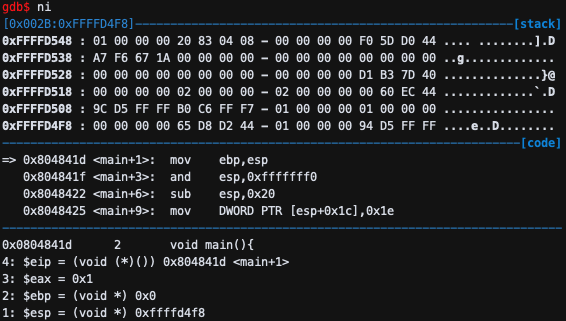 gdb$ ni
[0x002B:0xFFFFD4F8]                                                          [stack]
0xFFFFD548 : 01 00 00 00 20 83 04 08 - 00 00 00 00 F0 5D D0 44 .... ........].D
0xFFFFD538 : A7 F6 67 1A 00 00 00 00 - 00 00 00 00 00 00 00 00 ..g.............
0xFFFFD528 : 00 00 00 00 00 00 00 00 - 00 00 00 00 D1 B3 7D 40 .............}@
0xFFFFD518 : 00 00 00 00 02 00 00 00 - 02 00 00 00 00 60 EC 44 .............`.D
0xFFFFD508 : 9C D5 FF FF B0 C6 FF F7 - 01 00 00 00 01 00 00 00 ................
0xFFFFD4F8 : 00 00 00 00 65 D8 D2 44 - 01 00 00 00 94 D5 FF FF ....e..D........
[code]
=> 0x804841d <main+1>: mov ebp,esp
0x804841f <main+3>: and esp,0xfffffff0
0x8048422 <main+6>: sub esp,0x20
0x8048425 <main+9>: mov DWORD PTR [esp+0x1c],0x1e
0x0804841d 2 void main(){
4: $eip = (void (*)()) 0x804841d <main+1>
3: $eax = 0x1
2: $ebp = (void *) 0x0
1: $esp = (void *) 0xffffd4f8